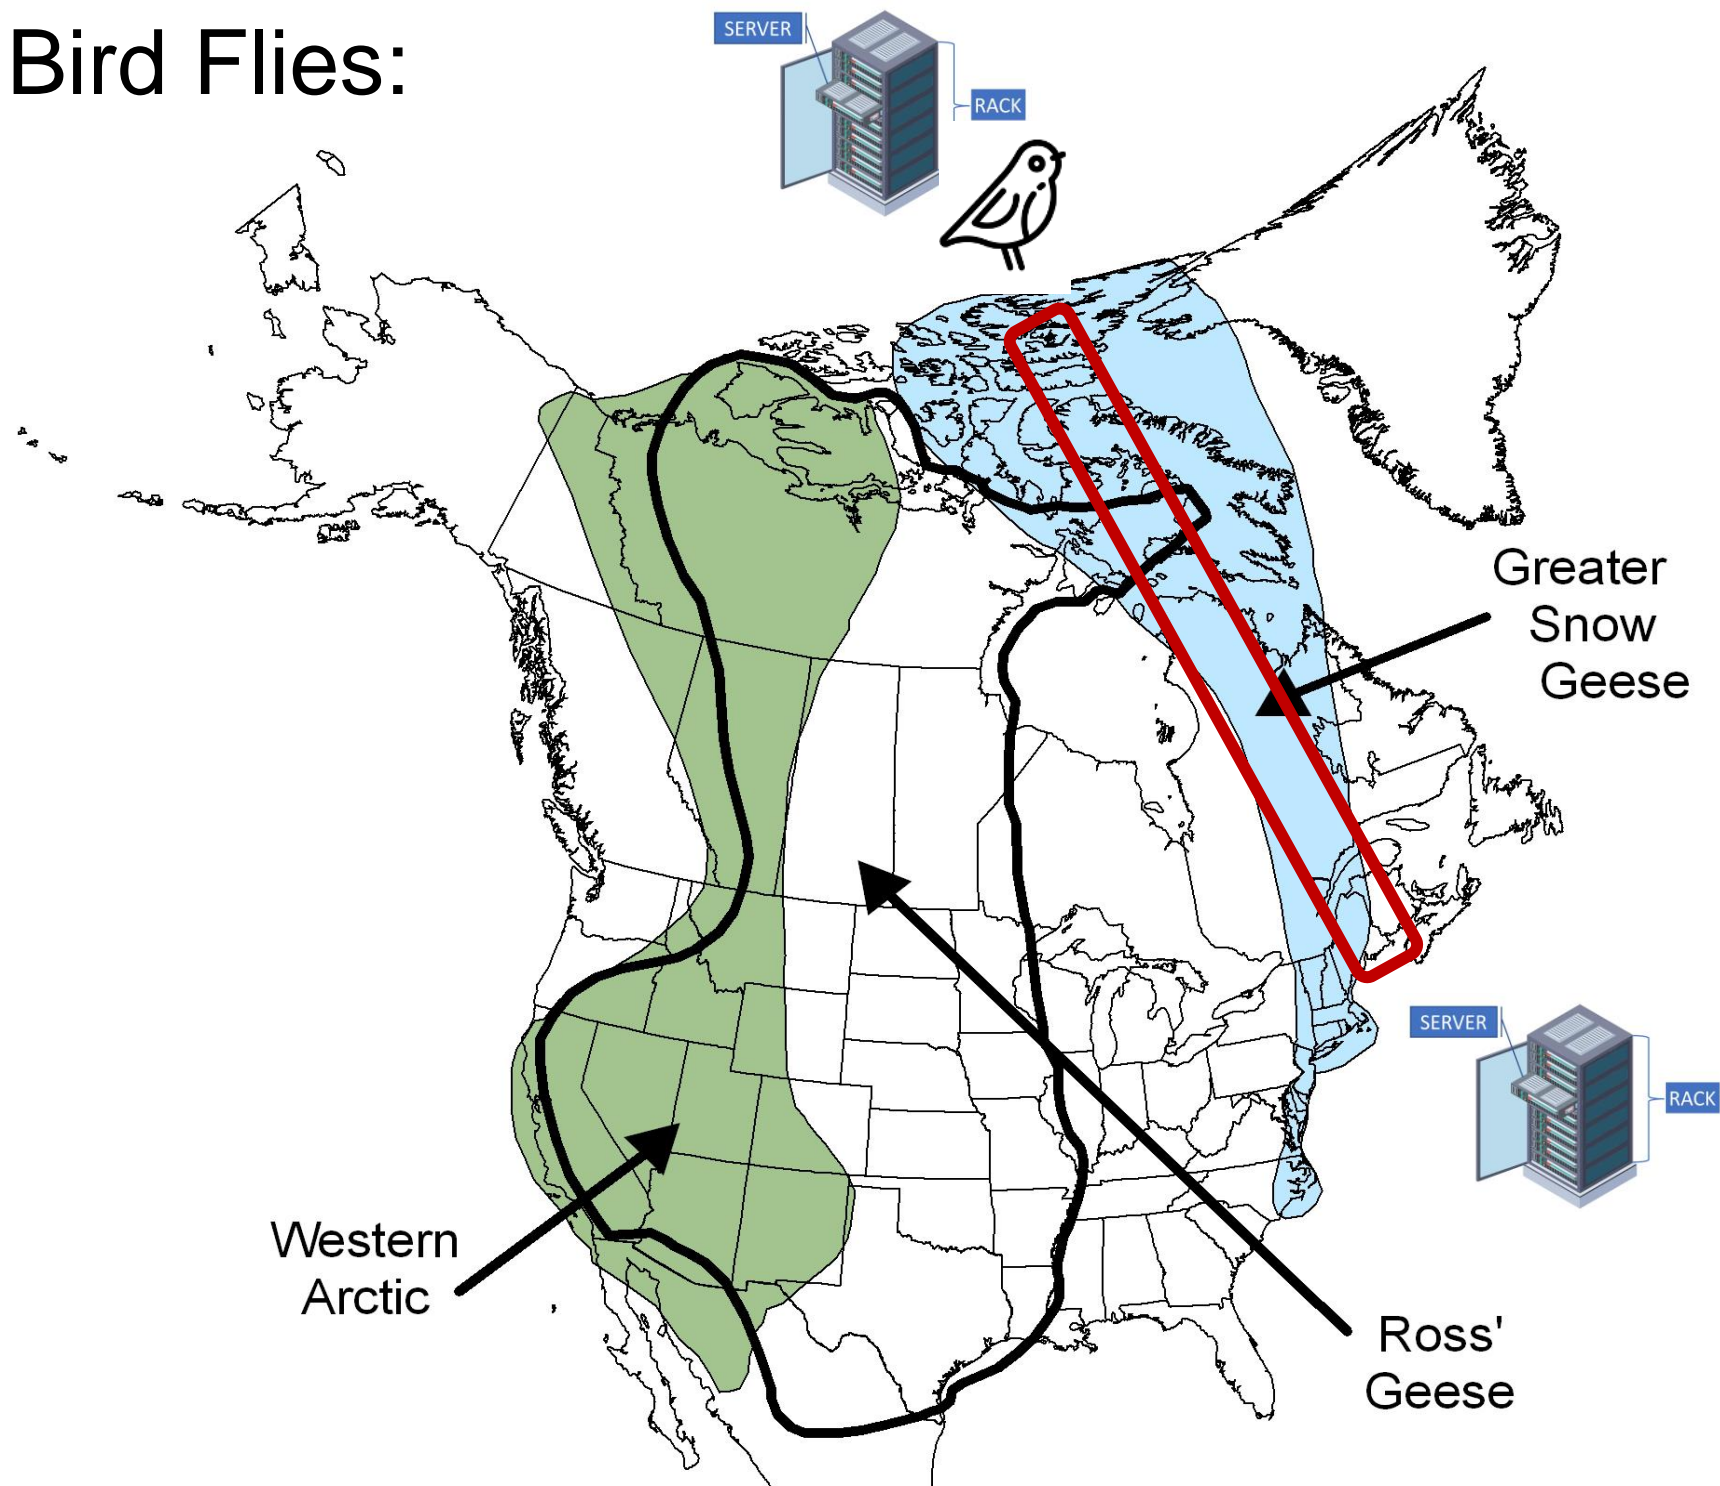 Bird Flies:
SERVER
RACK
Greater
Snow
Geese
SERVER
RACK
Western
Arctic
Ross'
Geese